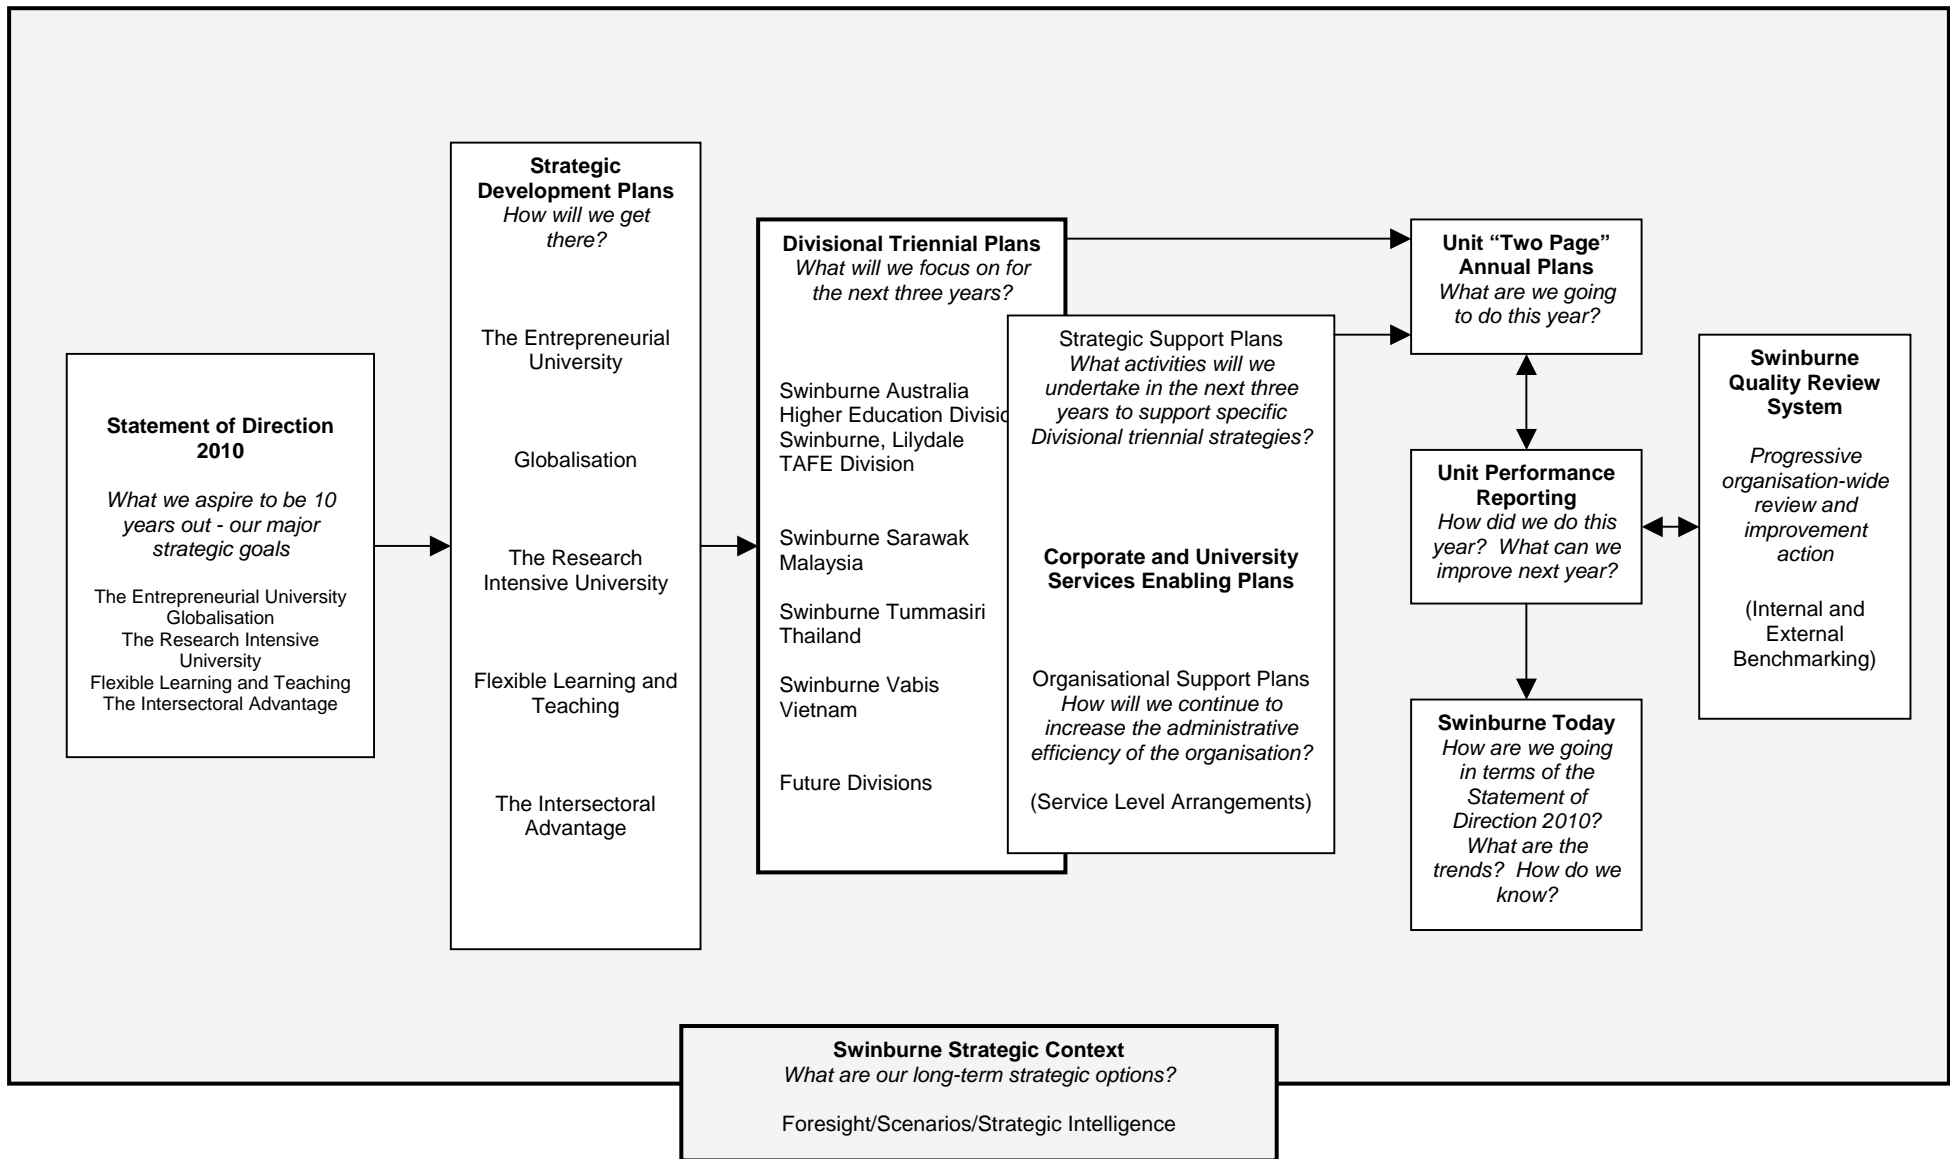 Statement of Direction
2010
What we aspire to be 10
years out - our major
strategic goals
The Entrepreneurial University
Globalisation
The Research Intensive
University
Flexible Learning and Teaching
The Intersectoral Advantage
Strategic
Development Plans
How will we get
there?
The Entrepreneurial
University
Globalisation
The Research
Intensive University
Flexible Learning and
Teaching
The Intersectoral
Advantage
Divisional Triennial Plans
What will we focus on for
the next three years?
Swinburne Australia
Higher Education Divisio
Swinburne, Lilydale
TAFE Division
Swinburne Sarawak
Malaysia
Swinburne Tummasiri
Thailand
Swinburne Vabis
Vietnam
Future Divisions
Strategic Support Plans
What activities will we
undertake in the next three
years to support specific
Divisional triennial strategies?
Corporate and University
Services Enabling Plans
Organisational Support Plans
How will we continue to
increase the administrative
efficiency of the organisation?
(Service Level Arrangements)
Unit “Two Page”
Annual Plans
What are we going
to do this year?
Unit Performance
Reporting
How did we do this
year?  What can we
improve next year?
Swinburne Today
How are we going
in terms of the
Statement of
Direction 2010?
What are the
trends?  How do we
know?
Swinburne
Quality Review
System
Progressive
organisation-wide
review and
improvement
action
(Internal and
External
Benchmarking)
Swinburne Strategic Context
What are our long-term strategic options?
Foresight/Scenarios/Strategic Intelligence